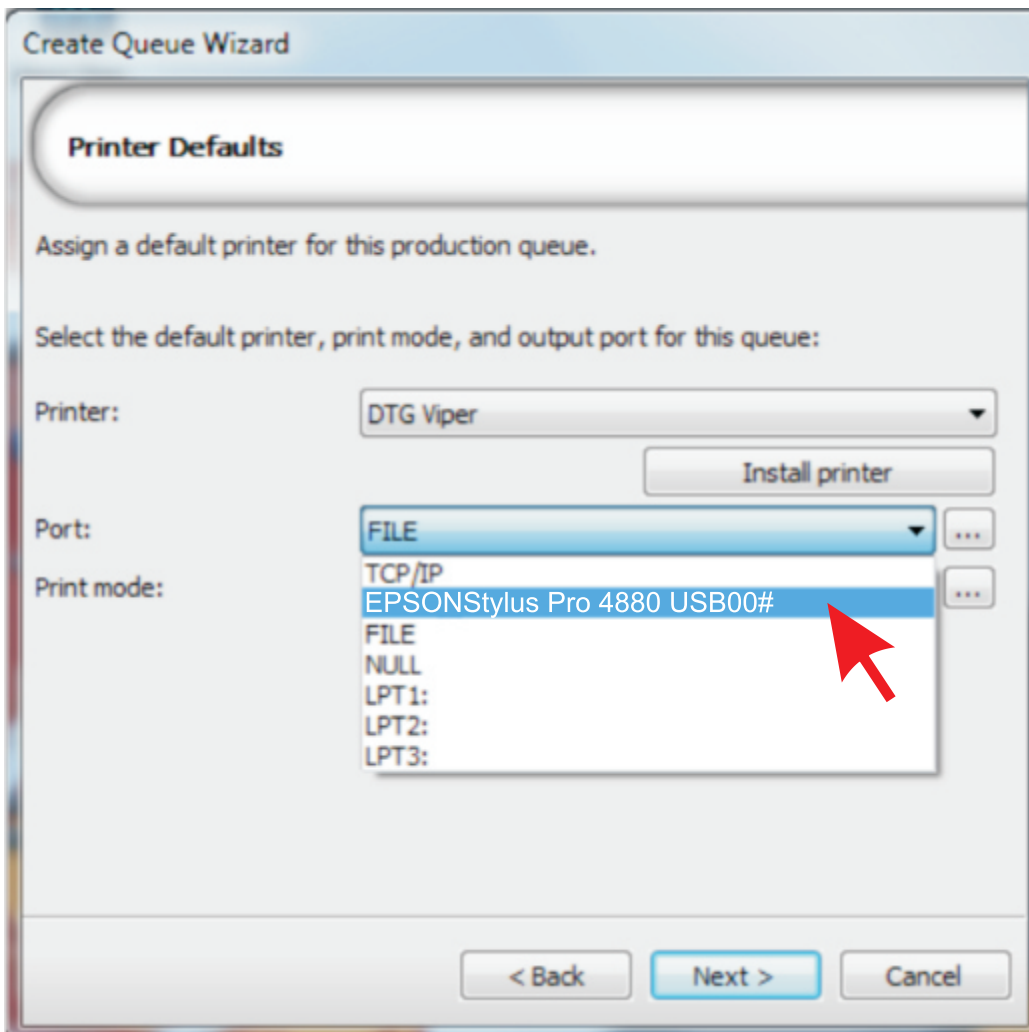 Create Queue Wizard
Printer Defaults
Assign a default printer for this production queue.
Select the default printer, print mode, and output port for this queue:
Printer: DTG Viper
Install printer
Port: FILE ...
TCP/IP
Print mode: ...
EPSONStylus Pro 4880 USB00#
FILE
NULL
LPT1:
LPT2:
LPT3:
< Back Next > Cancel